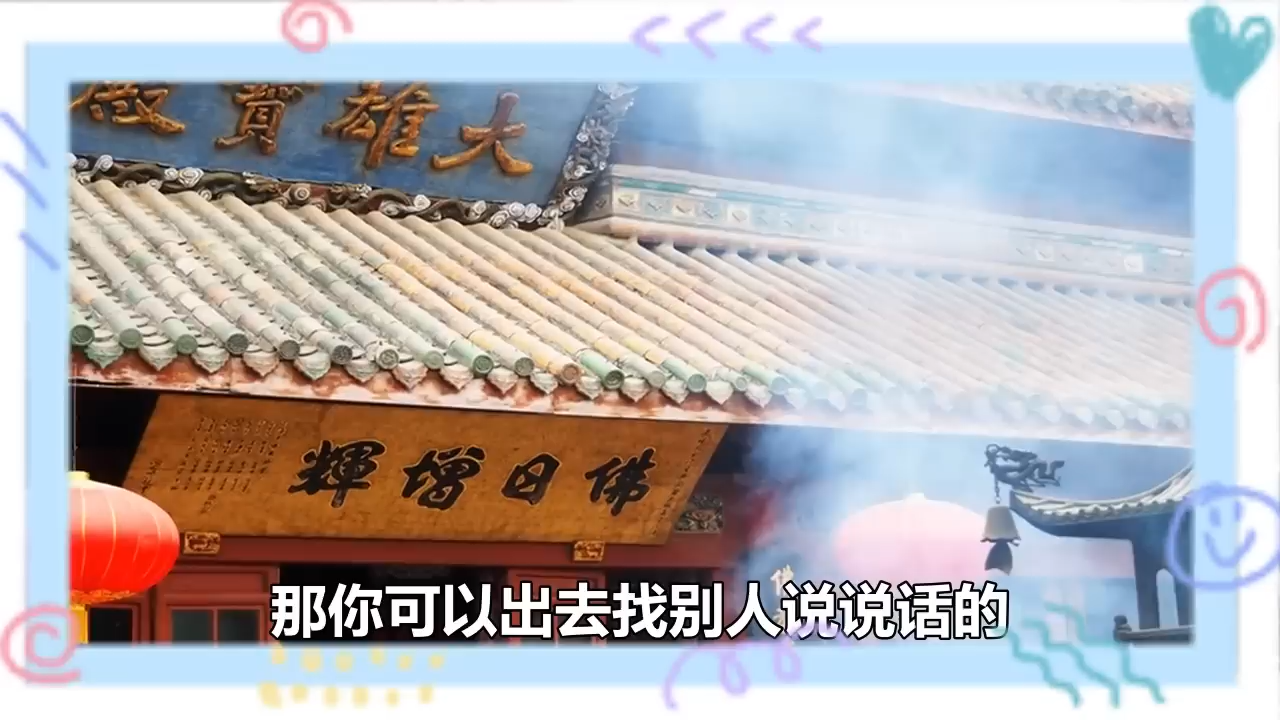 大雄寶殿
佛日增輝
那你可以出去找别人说说话的